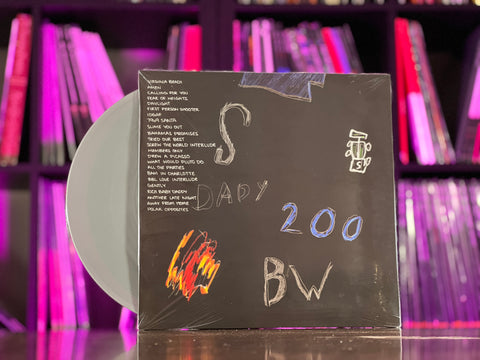 VIRGINIA BEACH
AMEN
CALLING FOR YOU
FEAR OF HEIGHTS
DAYLIGHT
FIRST PERSON SHOOTER
IDGAF
7969 SANTA
SLIME YOU OUT
BAHAMAS PROMISES
TRIED OUR BEST
SCREW THE WORLD INTERLUDE
MEMBERS ONLY
DREW A PICASSO
WHAT WOULD PLUTO DO
ALL THE PARTIES
BAM IN CHARLOTTE
BBL LOVE INTERLUDE
GENTLY
RICH BABY DADDY
ANOTHER LATE NIGHT
AWAY FROM HOME
POLAR OPPOSITES
S
DADY
200
BW